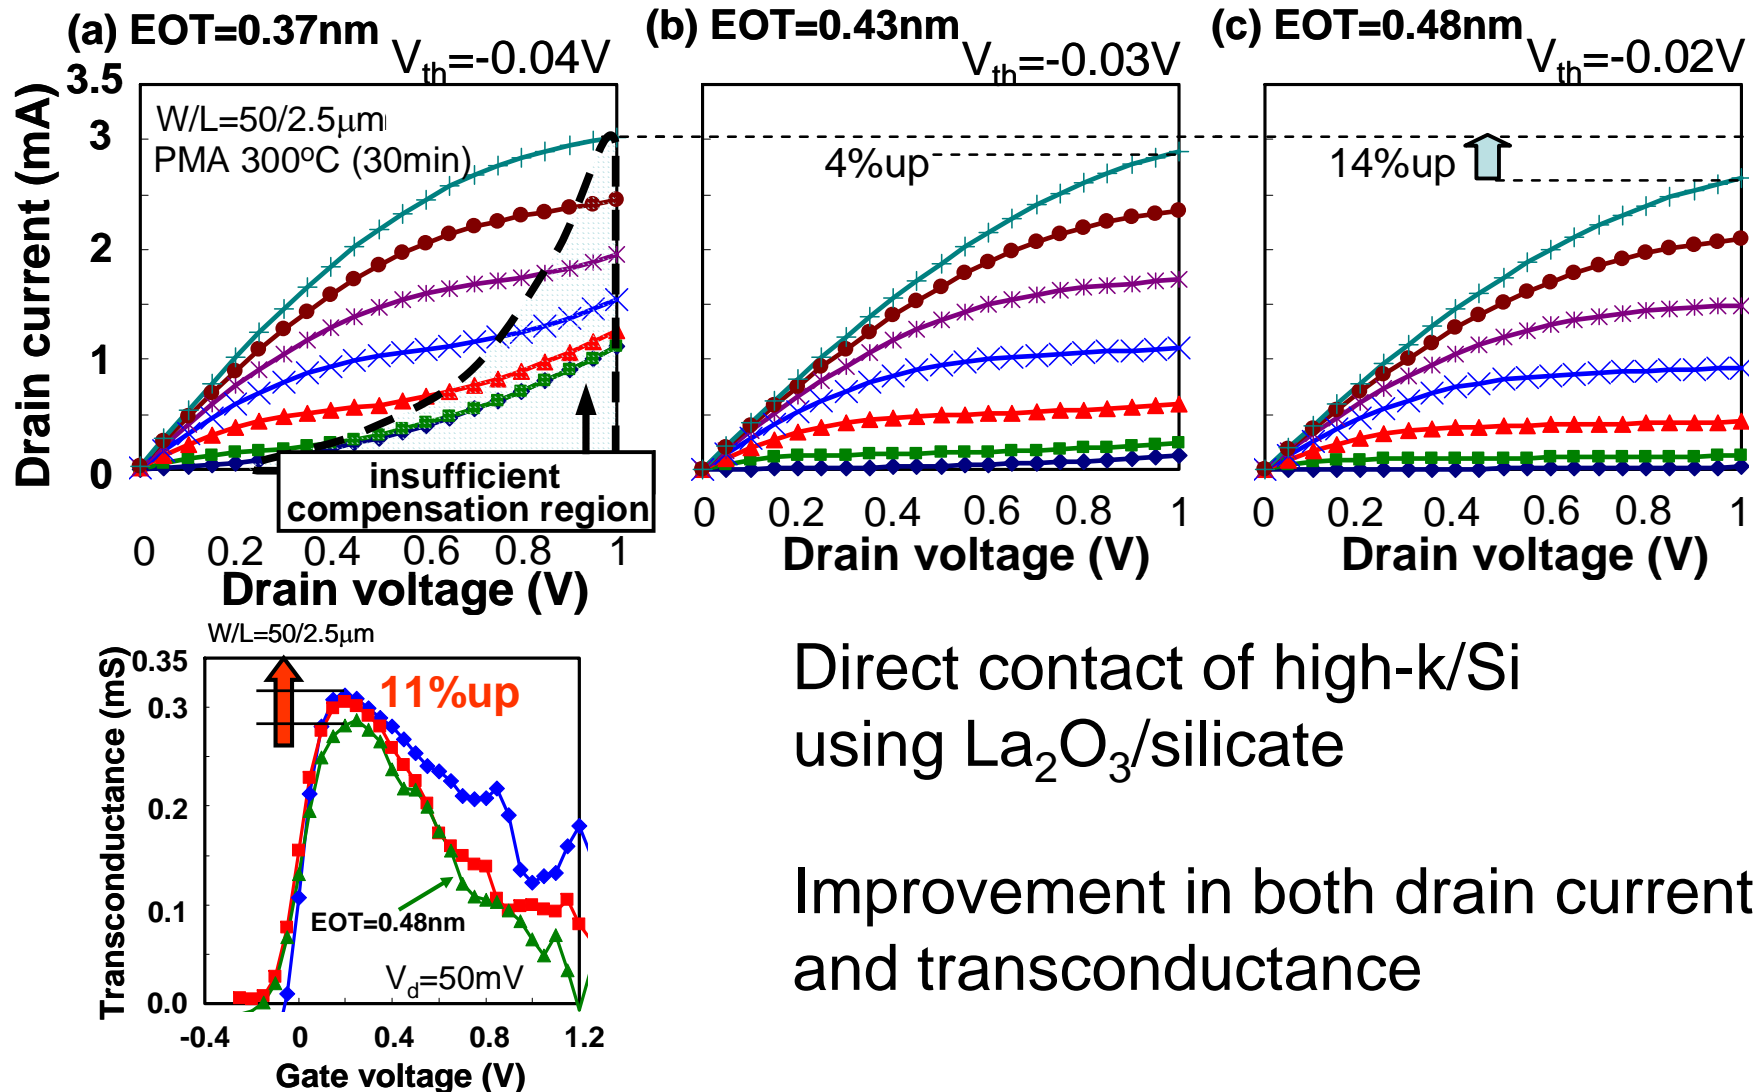 (a) EOT=0.37nm
V_th=-0.04V
(b) EOT=0.43nm
V_th=-0.03V
(c) EOT=0.48nm
V_th=-0.02V
Drain current (mA)
3.5
3
2
1
0
W/L=50/2.5μm
PMA 300ºC (30min)
insufficient
compensation region
0 0.2 0.4 0.6 0.8 1
Drain voltage (V)
4%up
0 0.2 0.4 0.6 0.8 1
Drain voltage (V)
14%up
0 0.2 0.4 0.6 0.8 1
Drain voltage (V)
W/L=50/2.5μm
Transconductance (mS)
0.35
0.3
0.2
0.1
0.0
11%up
EOT=0.48nm
V_d=50mV
-0.4 0 0.4 0.8 1.2
Gate voltage (V)
Direct contact of high-k/Si
using La₂O₃/silicate
Improvement in both drain current
and transconductance